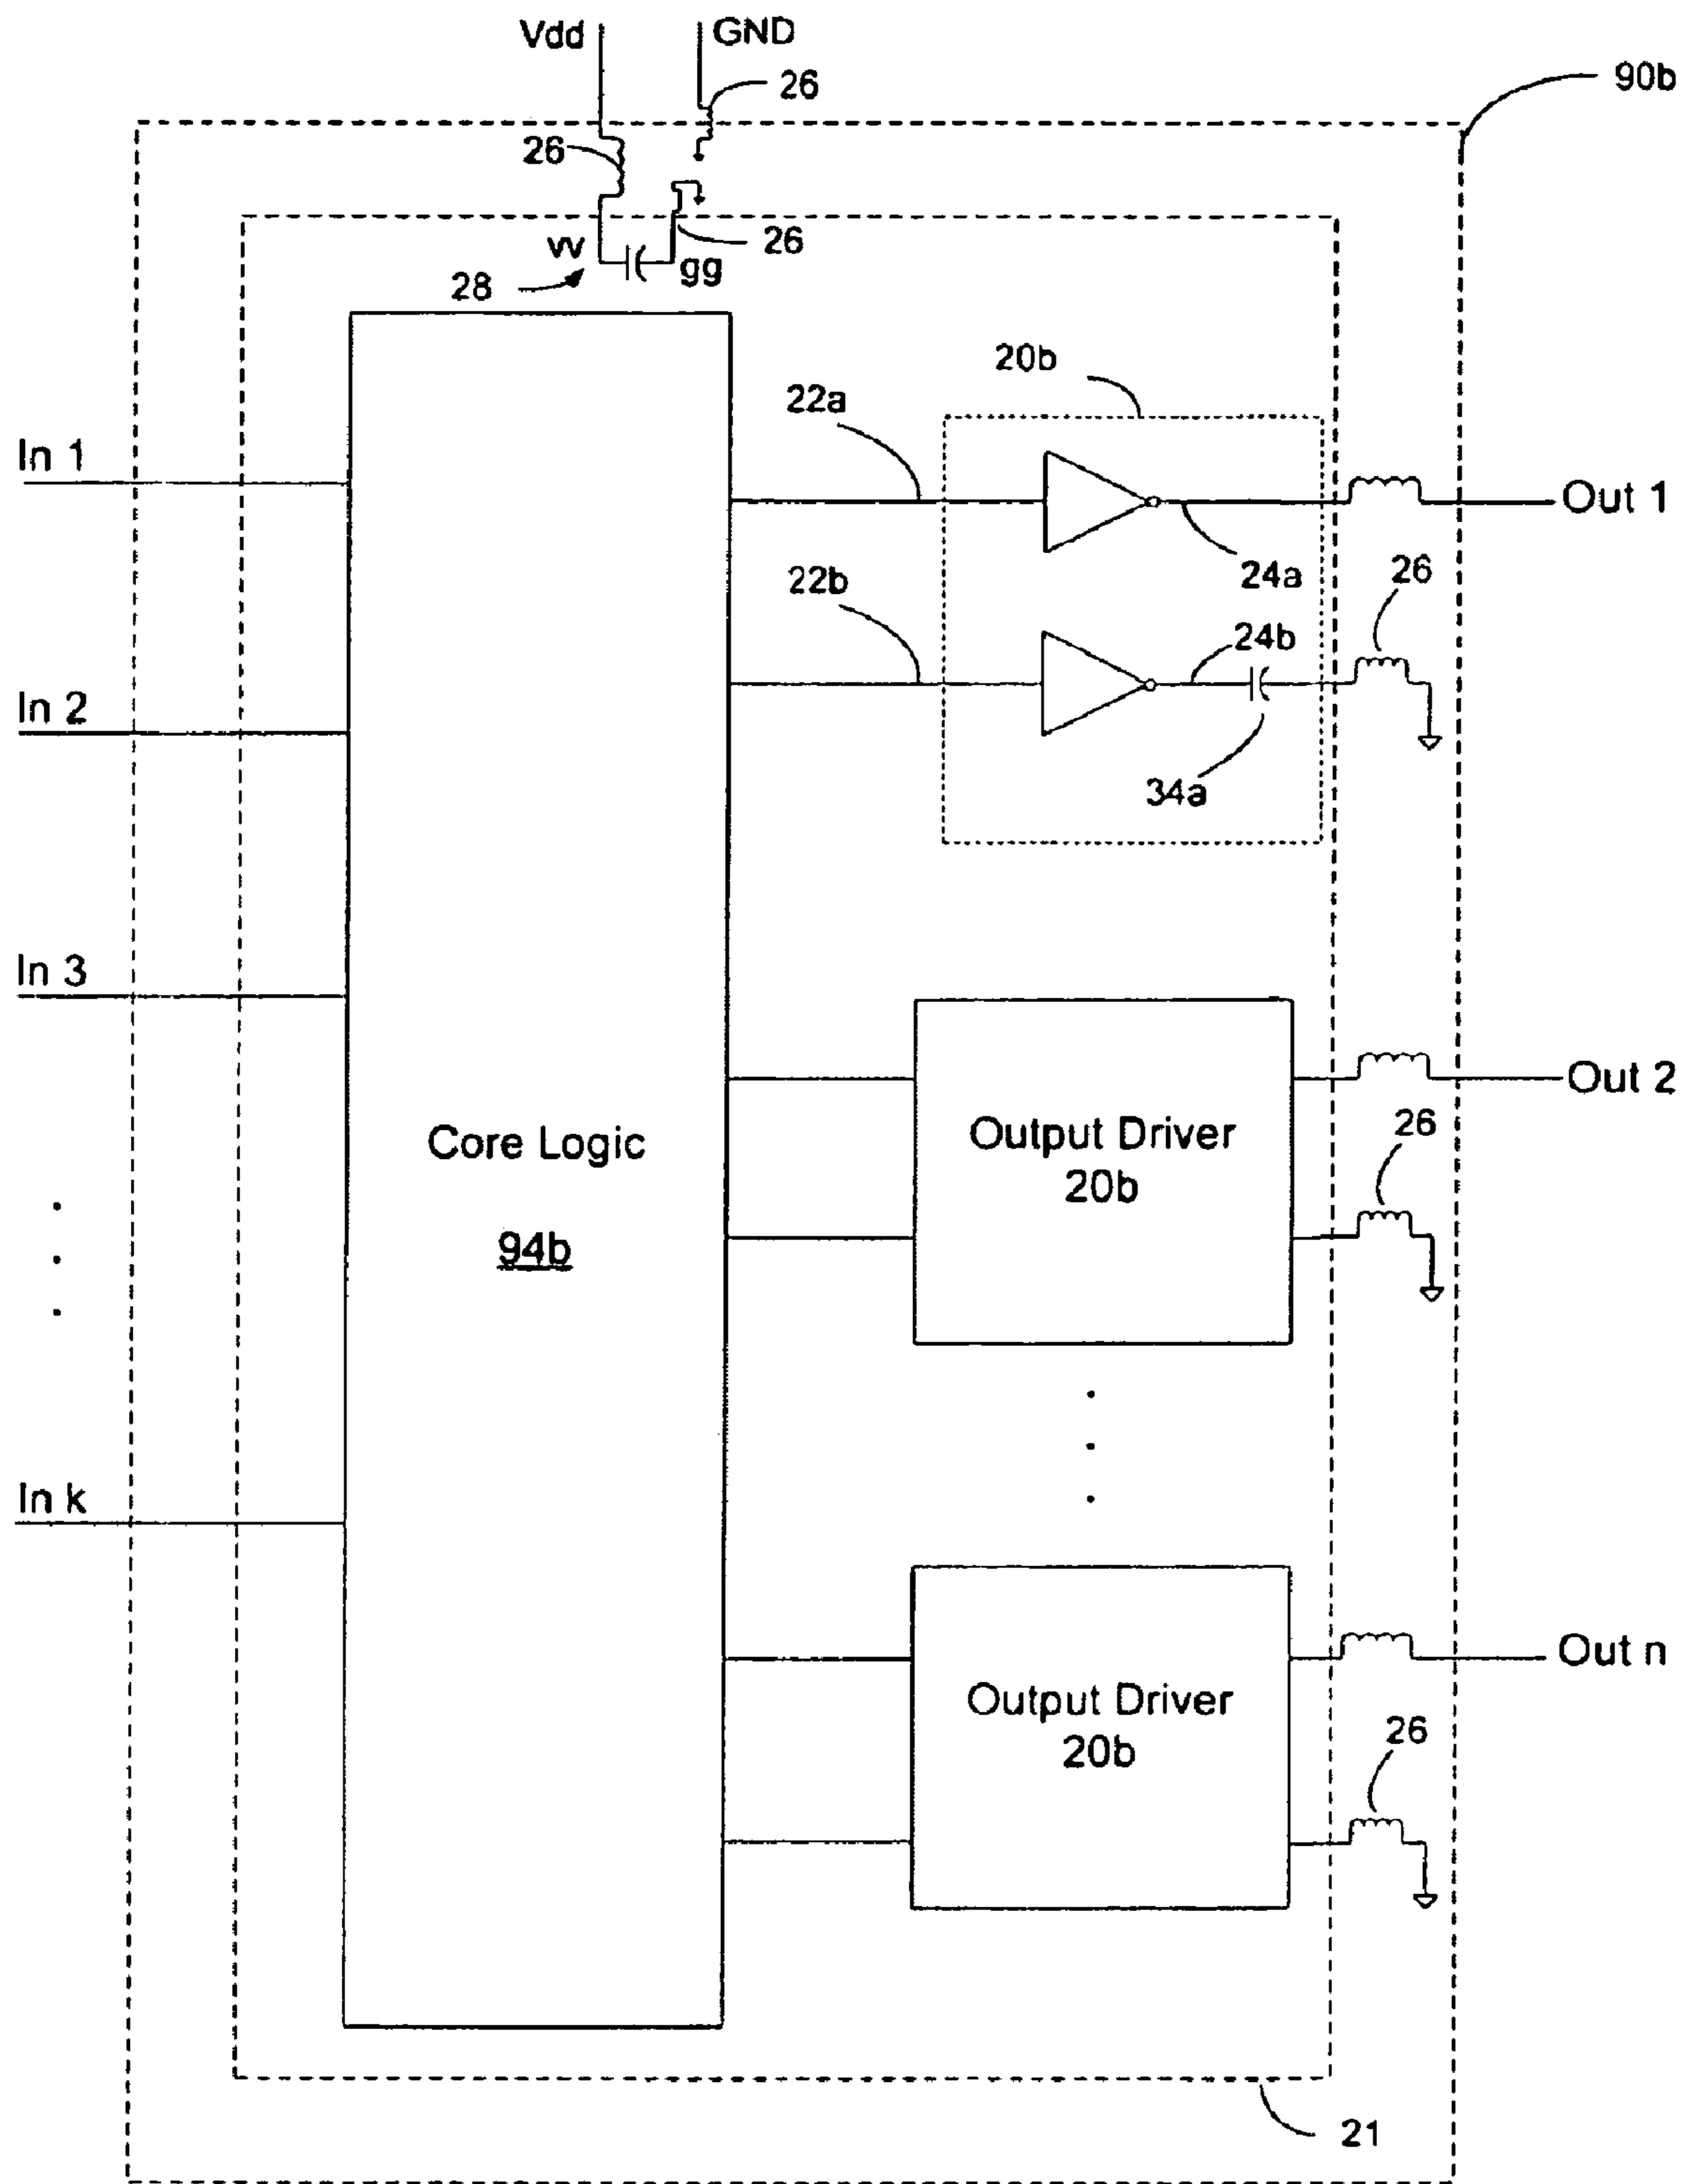 Vdd
GND
26
90b
26
vv
26
gg
28
20b
22a
In 1
Out 1
24a
26
22b
24b
In 2
34a
In 3
Out 2
26
Core Logic
94b
Output Driver
20b
.
.
.
.
.
.
In k
Out n
Output Driver
20b
26
21